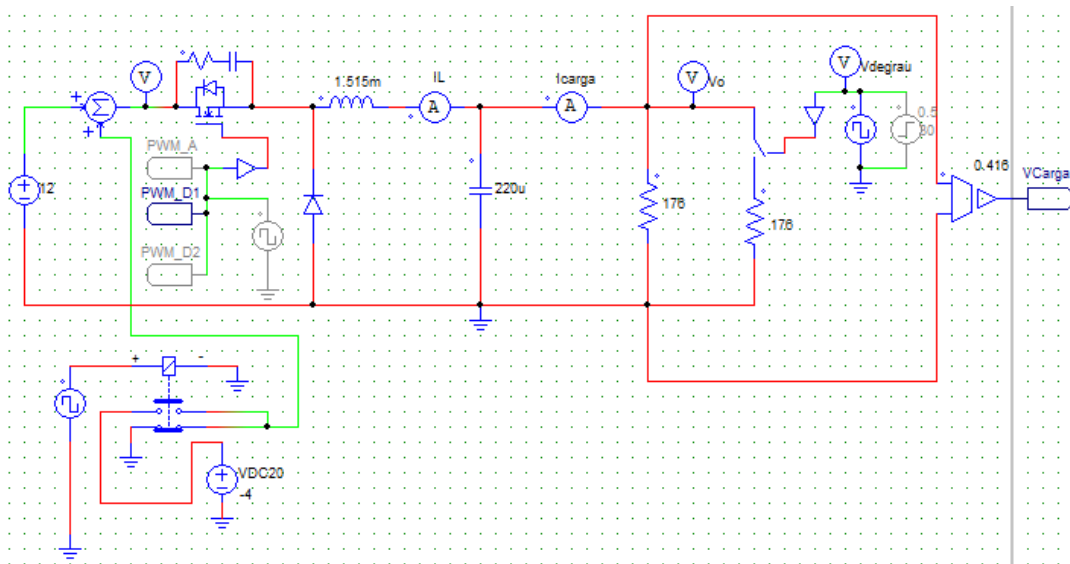 V
1.515m
IL
Icarga
V
Vo
V
Vdegrau
A
A
Σ
PWM_A
12
PWM_D1
PWM_D2
220u
176
176
0.5
0.416
VCarga
+ -
VDC20
-4